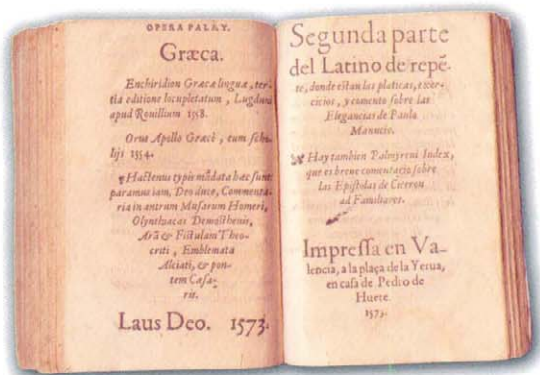 OPERA PALMY.
Græca.
Enchiridion Græcæ linguæ, ter-
tia editione locupletatum, Lugduni
apud Rouillium 1558.
Orus Apollo Græcè, cum scho-
lijs 1554.
Hactenus typis mādata hæc sunt:
paramus iam, Deo duce, Commenta-
ria in antrum Musarum Homeri,
Olynthiacas Demosthenis,
Arā & Fistulam Theo-
criti, Emblemata
Alciati, & pon-
tem Cæsa-
ris.
Laus Deo. 1573.
Segunda parte
del Latino de repē-
te, donde estan las platicas, exer-
cicios, y comento sobre las
Elegancias de Paulo
Manucio.
Hay tambien Palmyreni Index,
que es breue comentario sobre
las Epistolas de Ciceron
ad Familiares.
Impressa en Va-
lencia, a la plaça de la Yerua,
en casa de Pedro de
Huete.
1573.